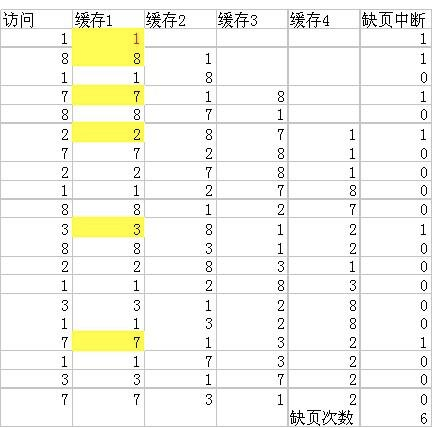 访问 缓存1 缓存2 缓存3 缓存4 缺页中断
1 1 1
8 8 1 1
1 1 8 0
7 7 1 8 1
8 8 7 1 0
2 2 8 7 1 1
7 7 2 8 1 0
2 2 7 8 1 0
1 1 2 7 8 0
8 8 1 2 7 0
3 3 8 1 2 1
8 8 3 1 2 0
2 2 8 3 1 0
1 1 2 8 3 0
3 3 1 2 8 0
1 1 3 2 8 0
7 7 1 3 2 1
1 1 7 3 2 0
3 3 1 7 2 0
7 7 3 1 2 0
缺页次数 6